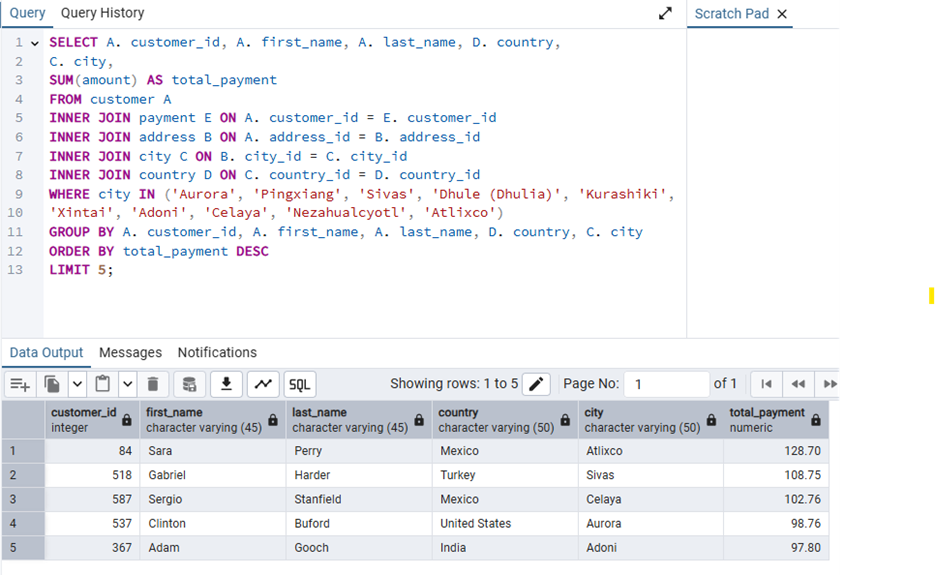 Query Query History Scratch Pad ×
1 SELECT A. customer_id, A. first_name, A. last_name, D. country,
2 C. city,
3 SUM(amount) AS total_payment
4 FROM customer A
5 INNER JOIN payment E ON A. customer_id = E. customer_id
6 INNER JOIN address B ON A. address_id = B. address_id
7 INNER JOIN city C ON B. city_id = C. city_id
8 INNER JOIN country D ON C. country_id = D. country_id
9 WHERE city IN ('Aurora', 'Pingxiang', 'Sivas', 'Dhule (Dhulia)', 'Kurashiki',
10 'Xintai', 'Adoni', 'Celaya', 'Nezahualcyotl', 'Atlixco')
11 GROUP BY A. customer_id, A. first_name, A. last_name, D. country, C. city
12 ORDER BY total_payment DESC
13 LIMIT 5;
Data Output Messages Notifications
SQL Showing rows: 1 to 5 Page No: 1 of 1
customer_id first_name last_name country city total_payment
integer character varying (45) character varying (45) character varying (50) character varying (50) numeric
1 84 Sara Perry Mexico Atlixco 128.70
2 518 Gabriel Harder Turkey Sivas 108.75
3 587 Sergio Stanfield Mexico Celaya 102.76
4 537 Clinton Buford United States Aurora 98.76
5 367 Adam Gooch India Adoni 97.80